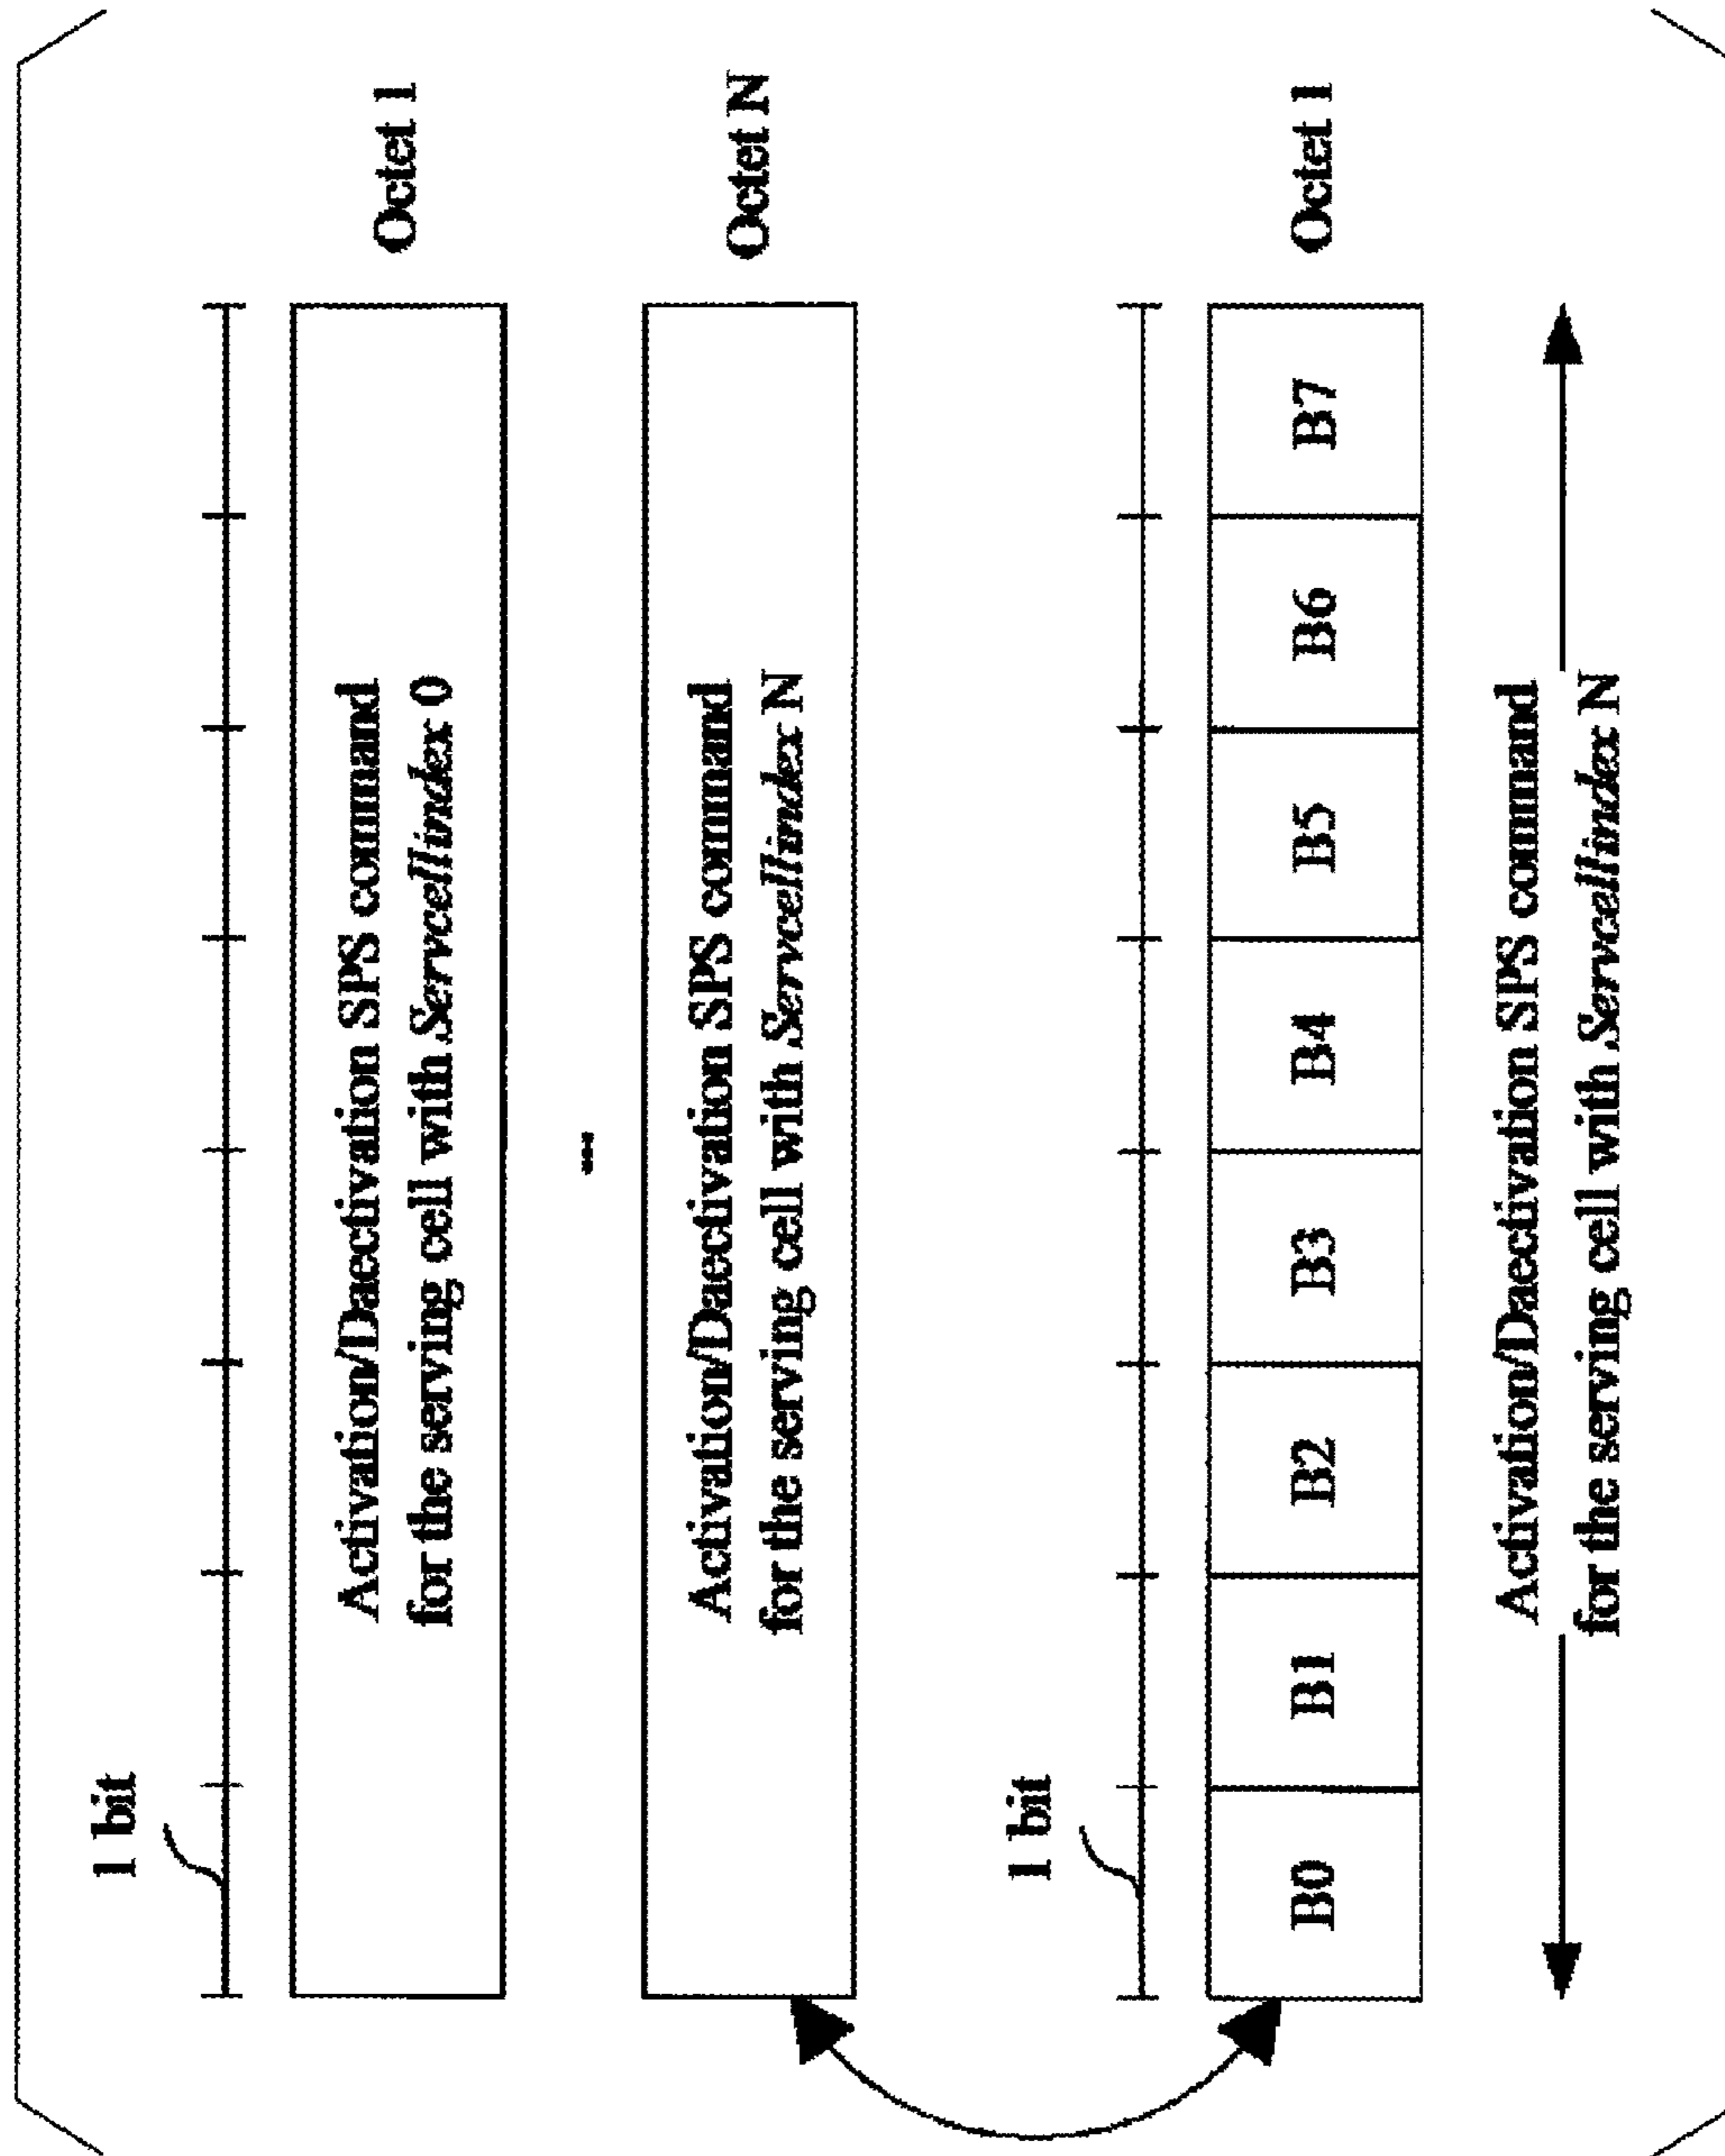 1 bit
Activation/Daectivation SPS command
for the serving cell with Servcellindex 0
Octet 1
...
Activation/Daectivation SPS command
for the serving cell with Servcellindex N
Octet N
1 bit
B0 B1 B2 B3 B4 B5 B6 B7
Octet 1
Activation/Daectivation SPS command
for the serving cell with Servcellindex N